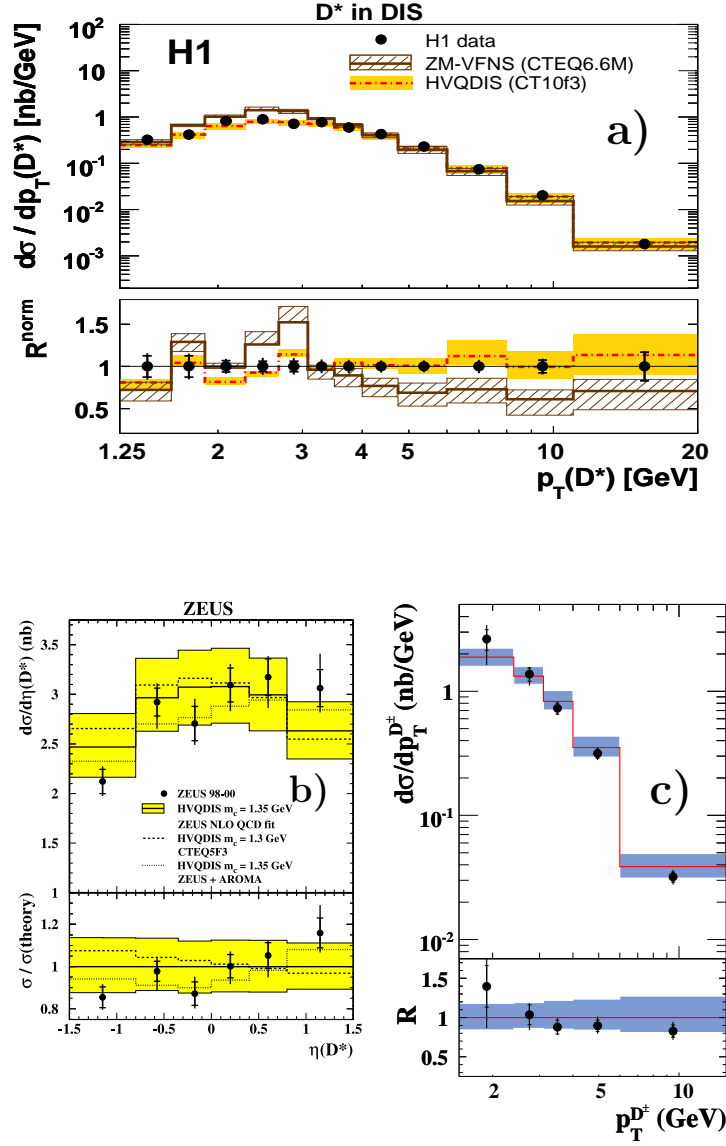 D* in DIS
H1
H1 data
ZM-VFNS (CTEQ6.6M)
HVQDIS (CT10f3)
a)
dσ / dp_T(D*) [nb/GeV]
10²
10
1
10⁻¹
10⁻²
10⁻³
R^norm
1.5
1.0
0.5
1.25 2 3 4 5 10 20
p_T(D*) [GeV]
ZEUS
dσ/dη(D*) (nb)
3.5
3
2.5
2
1.5
1
b)
ZEUS 98-00
HVQDIS m_c = 1.35 GeV
ZEUS NLO QCD fit
HVQDIS m_c = 1.3 GeV
CTEQ5F3
HVQDIS m_c = 1.35 GeV
ZEUS + AROMA
σ / σ(theory)
1.2
1
0.8
-1.5 -1 -0.5 0 0.5 1 1.5
η(D*)
dσ/dp_T^{D^±} (nb/GeV)
1
10⁻¹
10⁻²
c)
R
1.5
1
0.5
2 3 4 5 10
p_T^{D^±} (GeV)